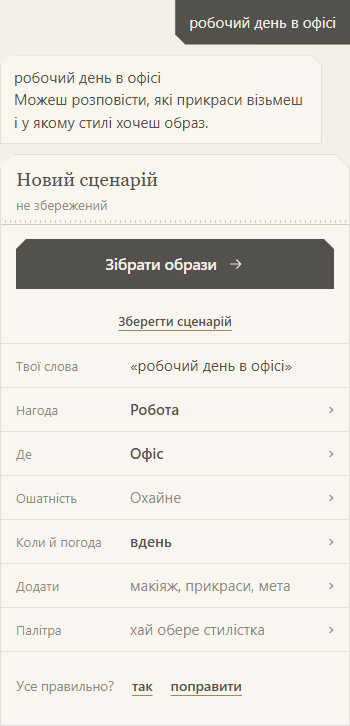 робочий день в офісі
робочий день в офісі
Можеш розповісти, які прикраси візьмеш
і у якому стилі хочеш образ.
Новий сценарій
не збережений
Зібрати образи →
Зберегти сценарій
Твої слова «робочий день в офісі»
Нагода Робота ›
Де Офіс ›
Ошатність Охайне ›
Коли й погода вдень ›
Додати макіяж, прикраси, мета ›
Палітра хай обере стилістка ›
Усе правильно? так поправити